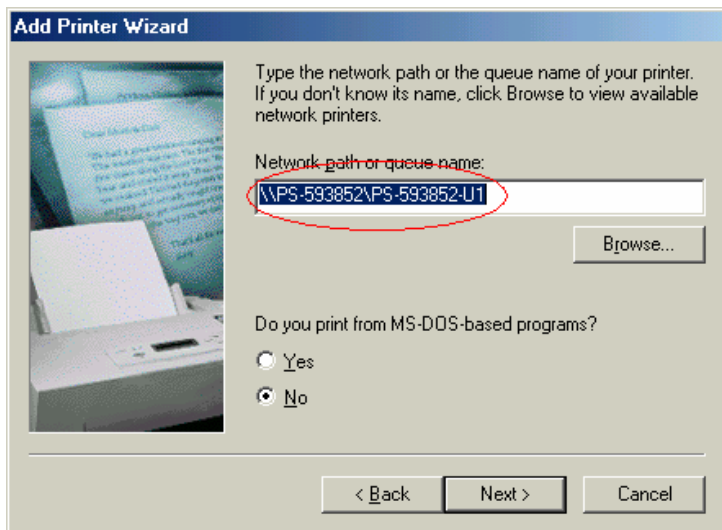 Add Printer Wizard
Type the network path or the queue name of your printer.
If you don't know its name, click Browse to view available
network printers.
Network path or queue name:
\\PS-593852\PS-593852-U1
Browse...
Do you print from MS-DOS-based programs?
Yes
No
< Back
Next >
Cancel